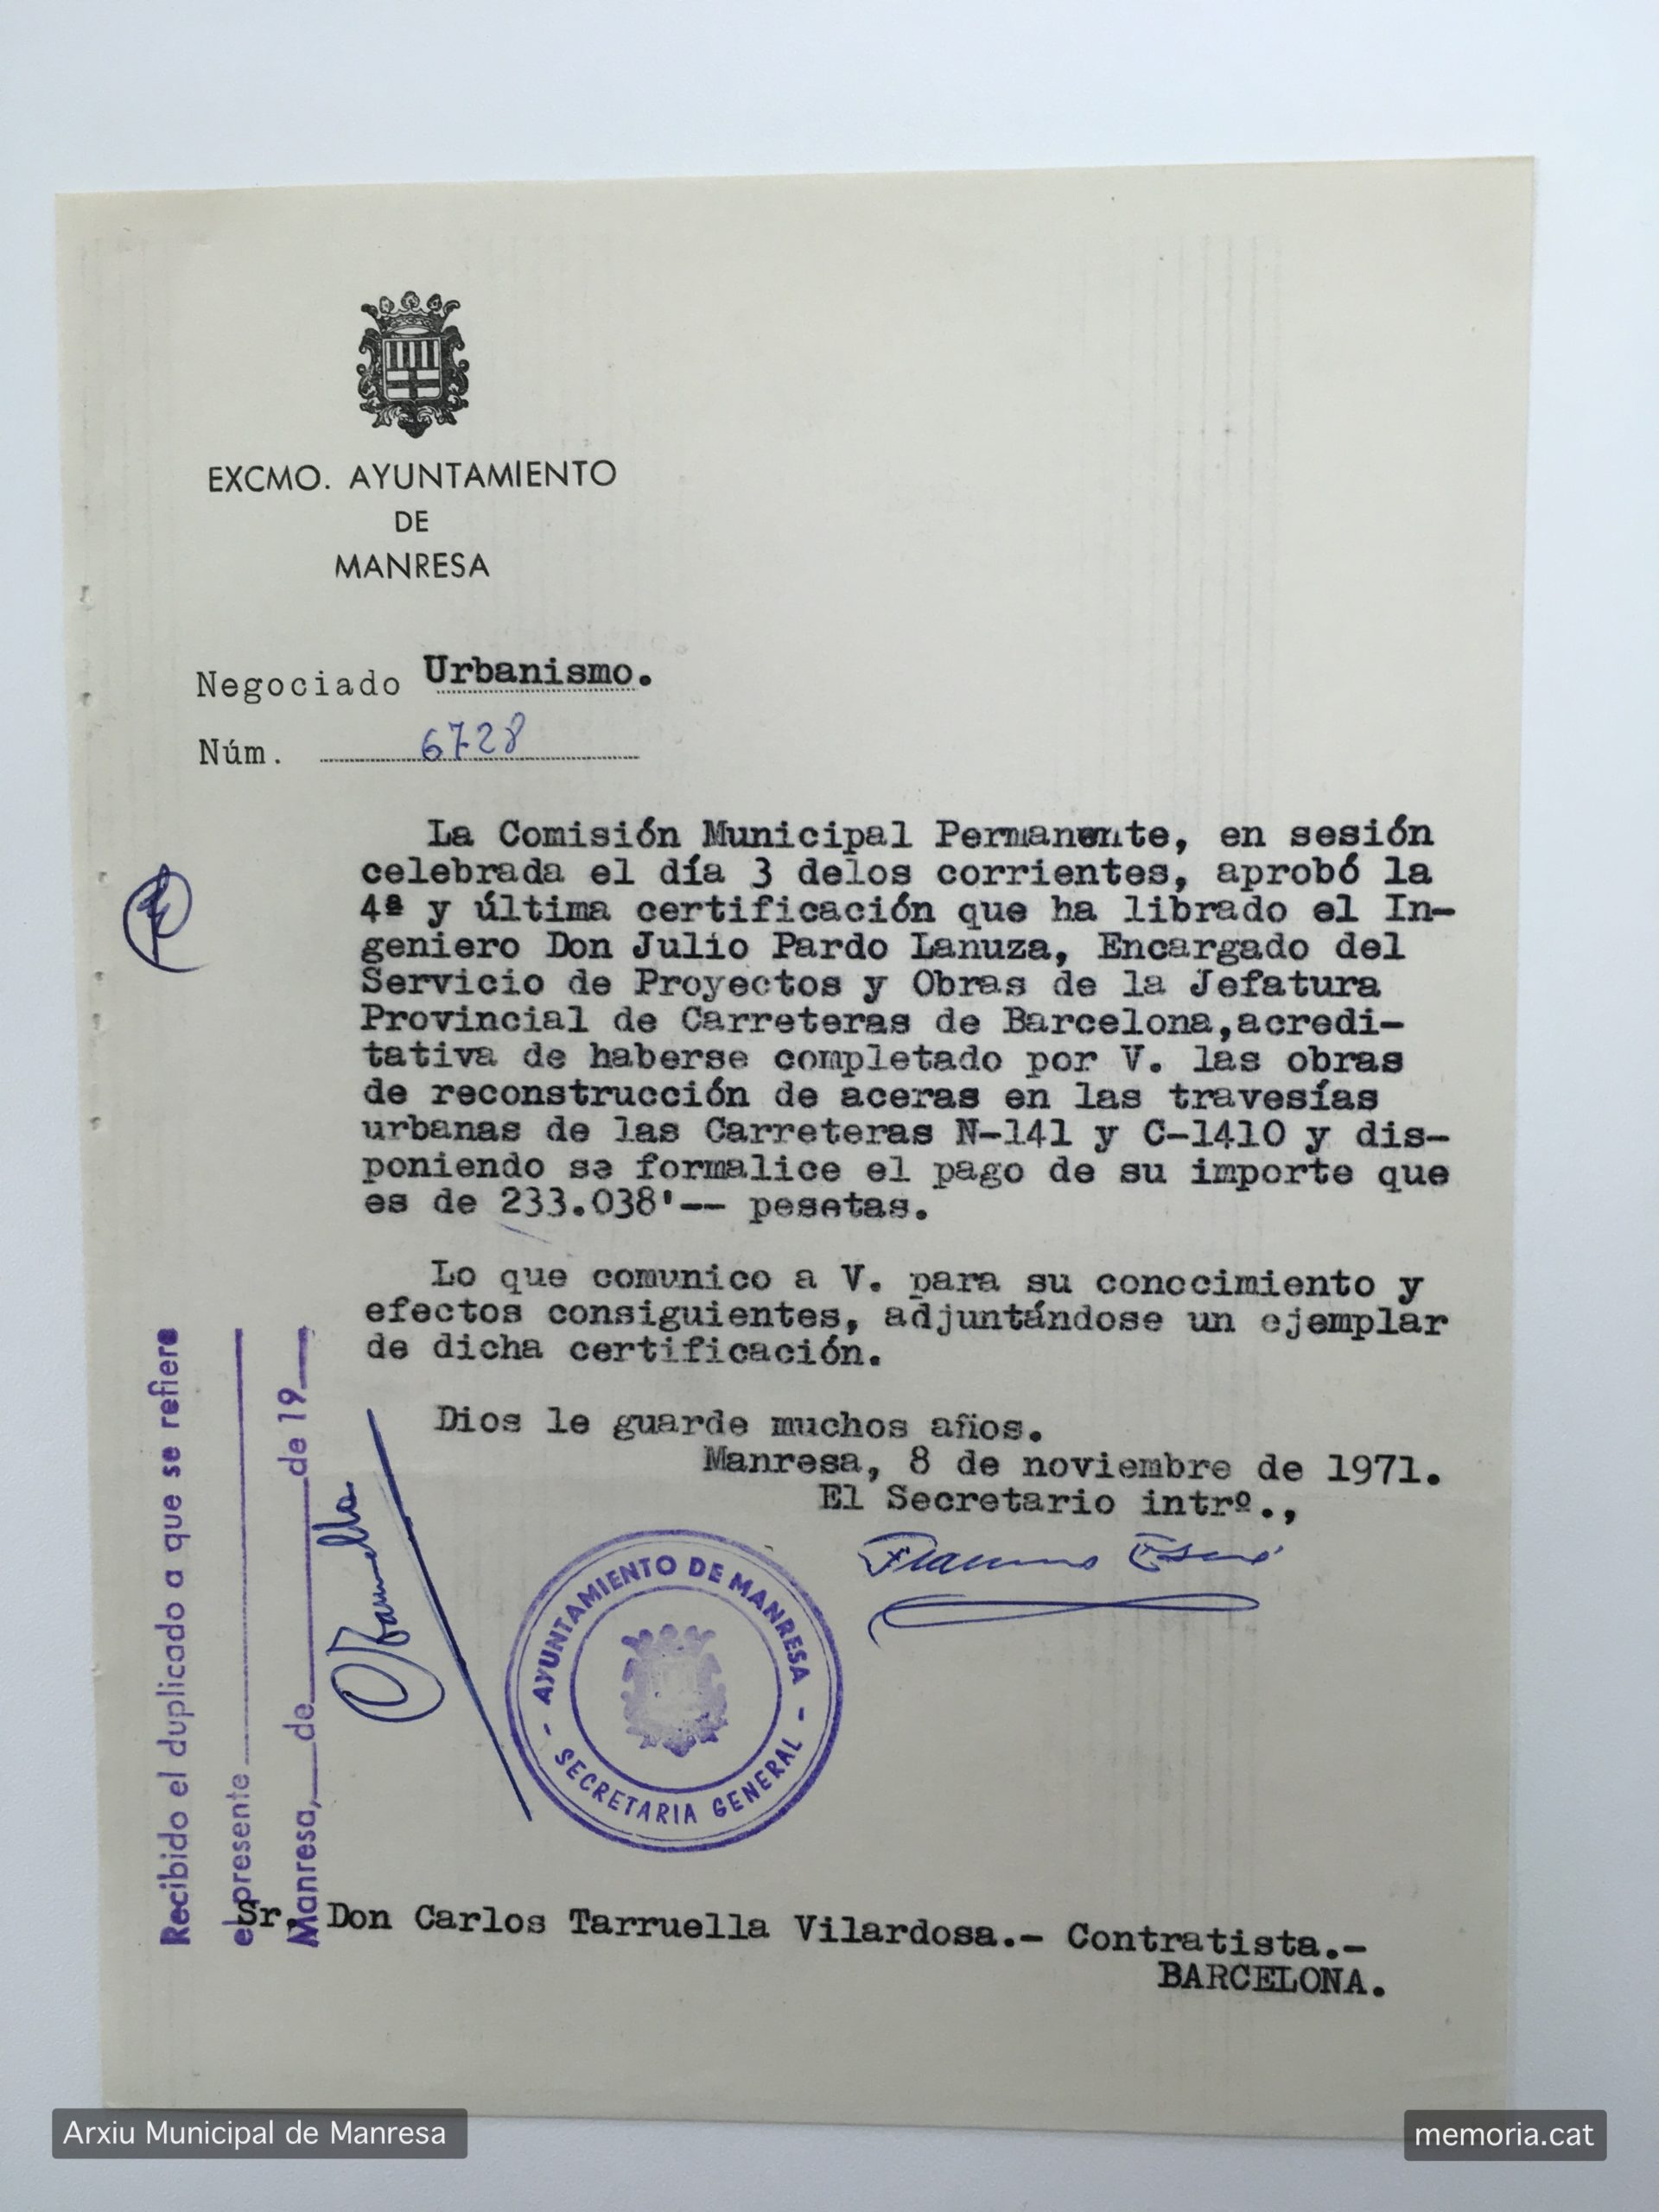 EXCMO. AYUNTAMIENTO
DE
MANRESA
Negociado Urbanismo.
Núm. 6728
La Comisión Municipal Permanente, en sesión
celebrada el día 3 delos corrientes, aprobó la
4ª y última certificación que ha librado el In-
geniero Don Julio Pardo Lanuza, Encargado del
Servicio de Proyectos y Obras de la Jefatura
Provincial de Carreteras de Barcelona,acredi-
tativa de haberse completado por V. las obras
de reconstrucción de aceras en las travesías
urbanas de las Carreteras N-141 y C-1410 y dis-
poniendo se formalice el pago de su importe que
es de 233.038'-- pesetas.
Lo que comunico a V. para su conocimiento y
efectos consiguientes, adjuntándose un ejemplar
de dicha certificación.
Dios le guarde muchos años.
Manresa, 8 de noviembre de 1971.
El Secretario intrº.,
AYUNTAMIENTO DE MANRESA
- SECRETARIA GENERAL -
Recibido el duplicado a que se refiere
el presente
Manresa, de de 19
Sr. Don Carlos Tarruella Vilardosa.- Contratista.-
BARCELONA.
Arxiu Municipal de Manresa
memoria.cat